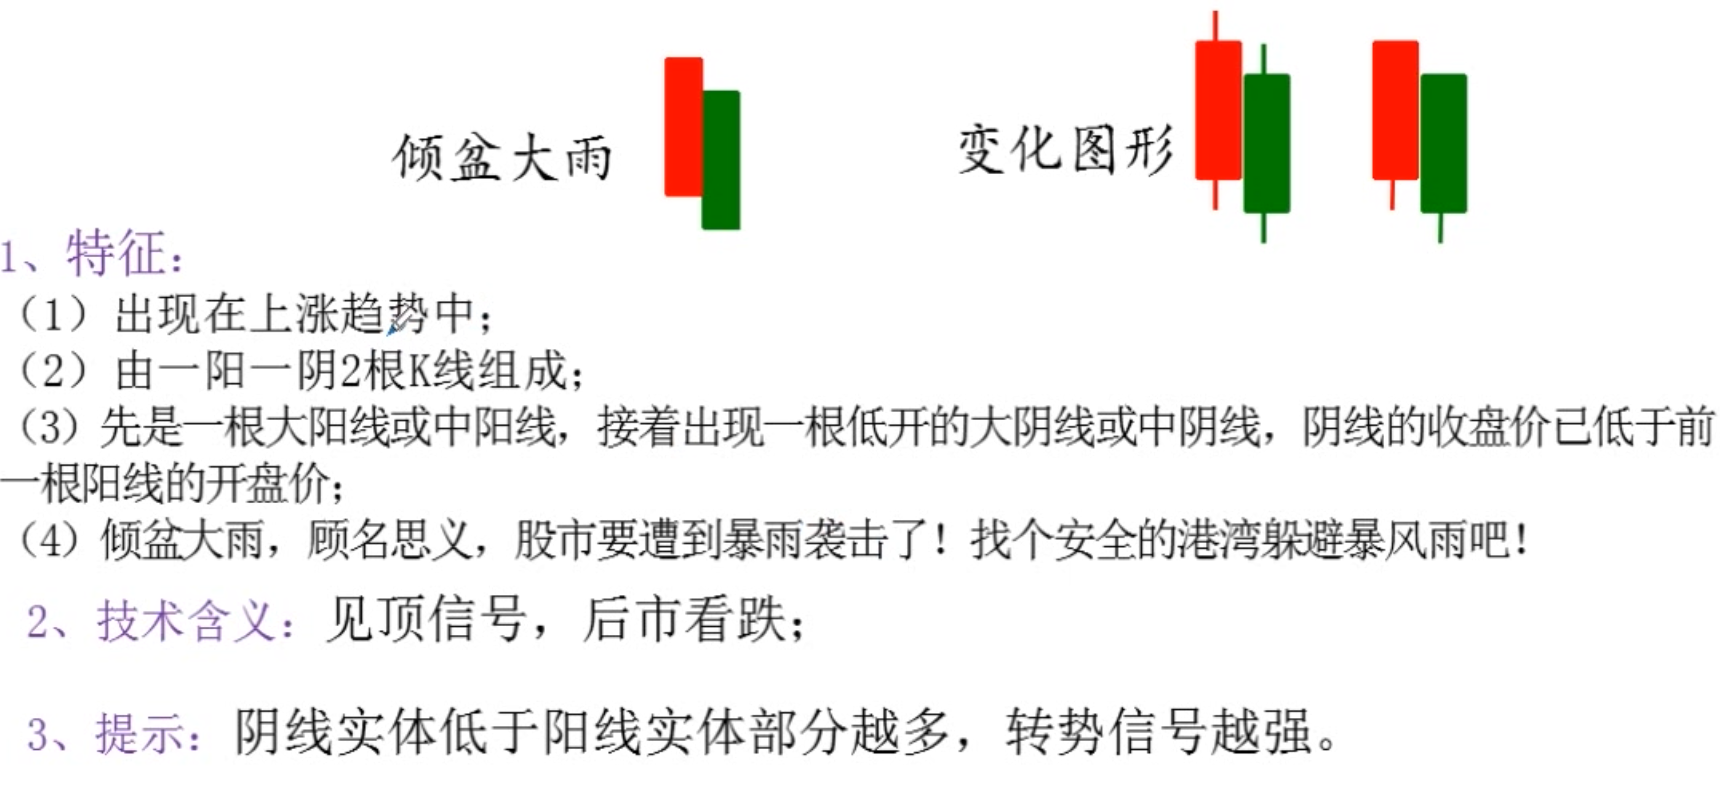 倾盆大雨
变化图形
1、特征：
（1）出现在上涨趋势中；
（2）由一阳一阴2根K线组成；
（3）先是一根大阳线或中阳线，接着出现一根低开的大阴线或中阴线，阴线的收盘价已低于前
一根阳线的开盘价；
（4）倾盆大雨，顾名思义，股市要遭到暴雨袭击了！找个安全的港湾躲避暴风雨吧！
2、技术含义：见顶信号，后市看跌；
3、提示：阴线实体低于阳线实体部分越多，转势信号越强。